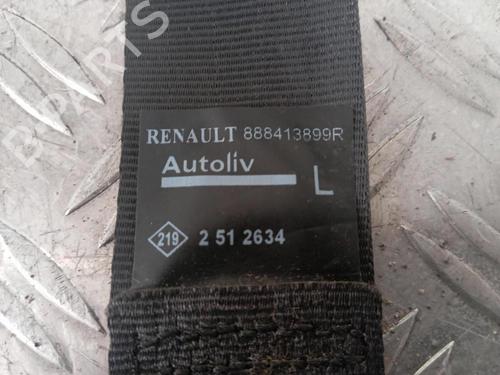 B-PARTS
RENAULT 888413899R
Autoliv
L
219 2 51 2634